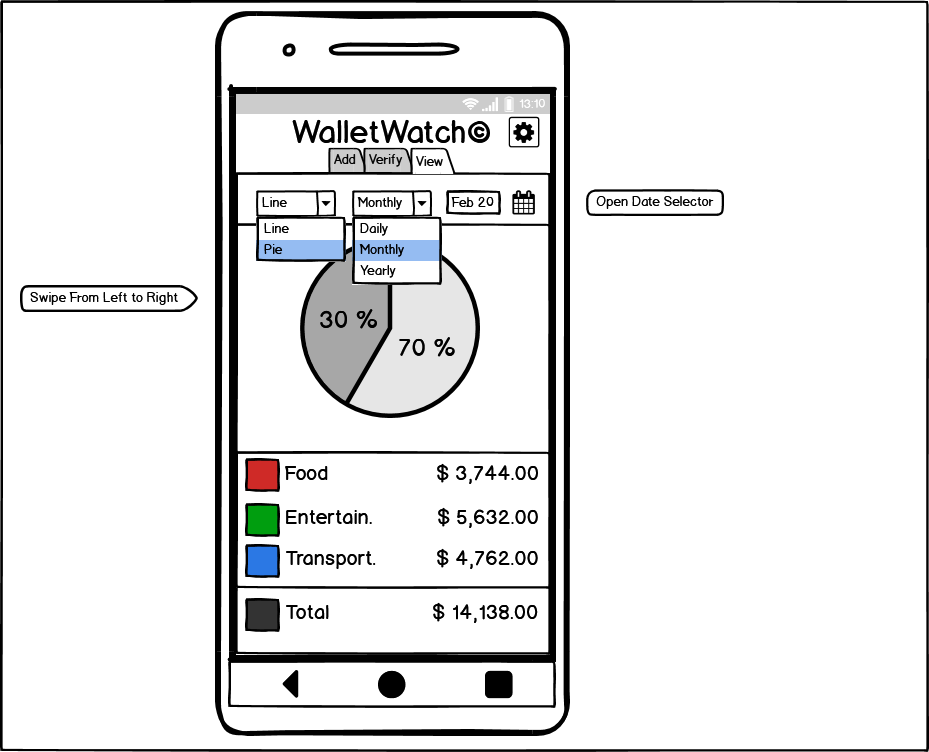 13:10
WalletWatch©
Add Verify View
Line Monthly Feb 20
Open Date Selector
Line Daily
Pie Monthly
Yearly
Swipe From Left to Right
30 %
70 %
Food $ 3,744.00
Entertain. $ 5,632.00
Transport. $ 4,762.00
Total $ 14,138.00